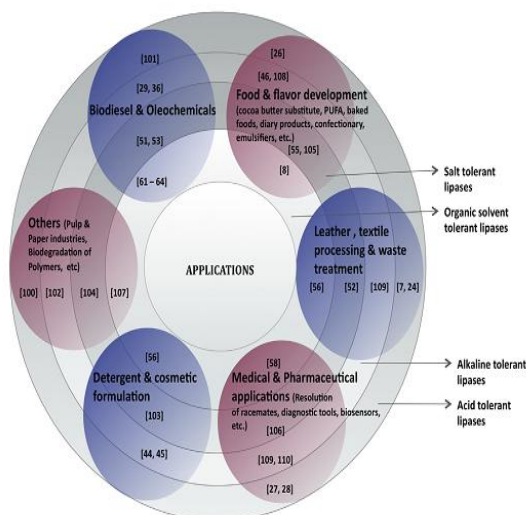 [101]
[29, 36]
Biodiesel & Oleochemicals
[51, 53]
[61 – 64]
[26]
[46, 108]
Food & flavor development
(cocoa butter substitute, PUFA, baked
foods, diary products, confectionary,
emulsifiers, etc.)
[55, 105]
[8]
Salt tolerant
lipases
Organic solvent
tolerant lipases
Others (Pulp &
Paper industries,
Biodegradation of
Polymers, etc)
[100] [102] [104] [107]
APPLICATIONS
Leather , textile
processing & waste
treatment
[56] [52] [109] [7, 24]
Alkaline tolerant
lipases
Acid tolerant
lipases
[56]
Detergent & cosmetic
formulation
[103]
[44, 45]
[58]
Medical & Pharmaceutical
applications (Resolution
of racemates, diagnostic tools, biosensors,
etc.)
[106]
[109, 110]
[27, 28]